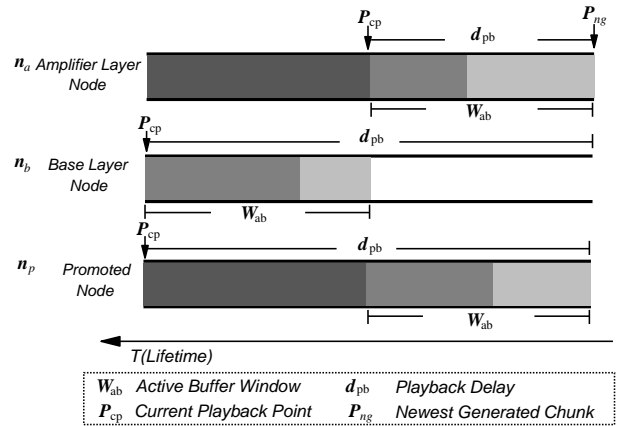 P_cp P_ng
d_pb
n_a Amplifier Layer Node
W_ab
P_cp
d_pb
n_b Base Layer Node
W_ab
P_cp
d_pb
n_p Promoted Node
W_ab
T(Lifetime)
W_ab Active Buffer Window d_pb Playback Delay
P_cp Current Playback Point P_ng Newest Generated Chunk